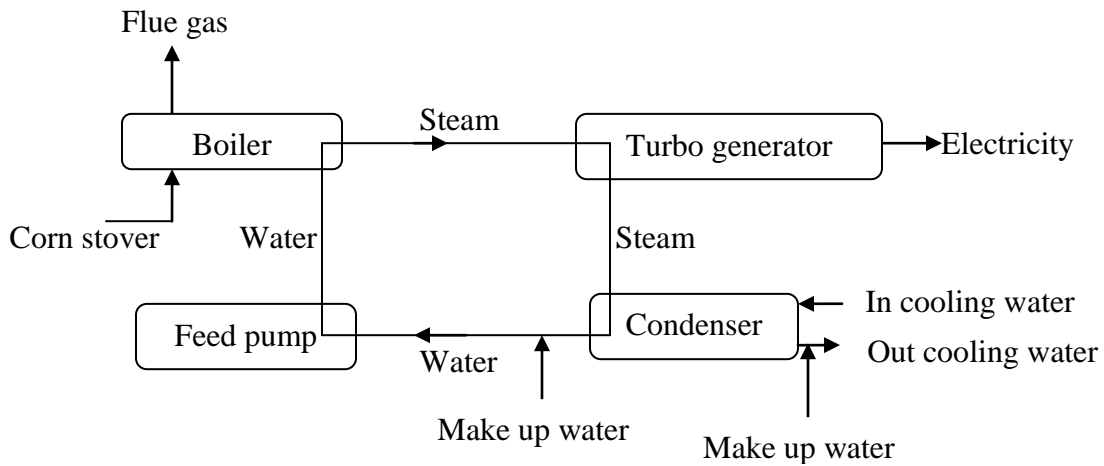 Flue gas
Steam
Boiler
Turbo generator
Electricity
Corn stover
Water
Steam
In cooling water
Feed pump
Condenser
Out cooling water
Water
Make up water
Make up water